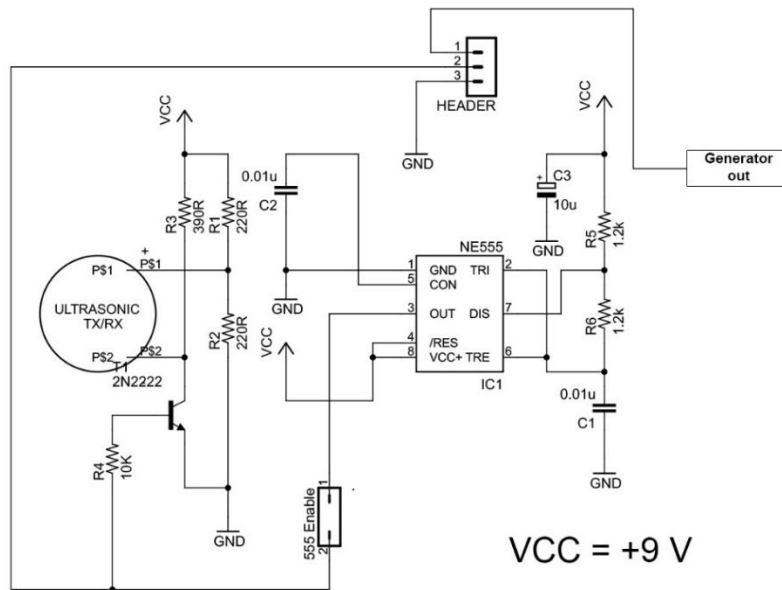 1
2
3
HEADER
GND
Generator
out
VCC
VCC
0.01u
C2
+
C3
10u
GND
R3
390R
R1
220R
R5
1.2k
NE555
1
GND
TRI
2
5
CON
3
OUT
DIS
7
4
/RES
8
VCC+
TRE
6
IC1
+
P$1
P$1
ULTRASONIC
TX/RX
P$2
P$2
T1
2N2222
GND
VCC
R2
220R
R6
1.2k
0.01u
C1
GND
R4
10K
GND
1
555 Enable
2
VCC = +9 V